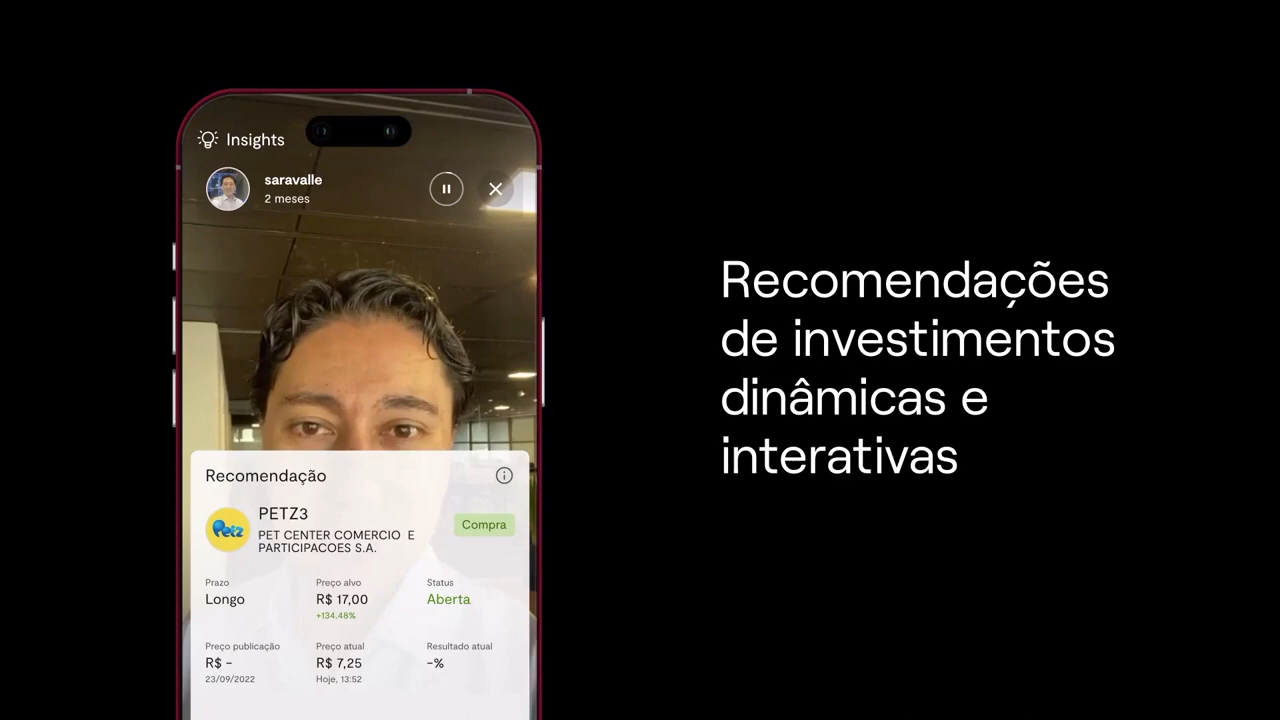 Insights
saravalle
2 meses
Recomendação
Petz
PETZ3
PET CENTER COMERCIO E
PARTICIPACOES S.A.
Compra
Prazo
Preço alvo
Status
Longo
R$ 17,00
Aberta
+134.48%
Preço publicação
Preço atual
Resultado atual
R$ -
R$ 7,25
-%
23/09/2022
Hoje, 13:52
Recomendações
de investimentos
dinâmicas e
interativas